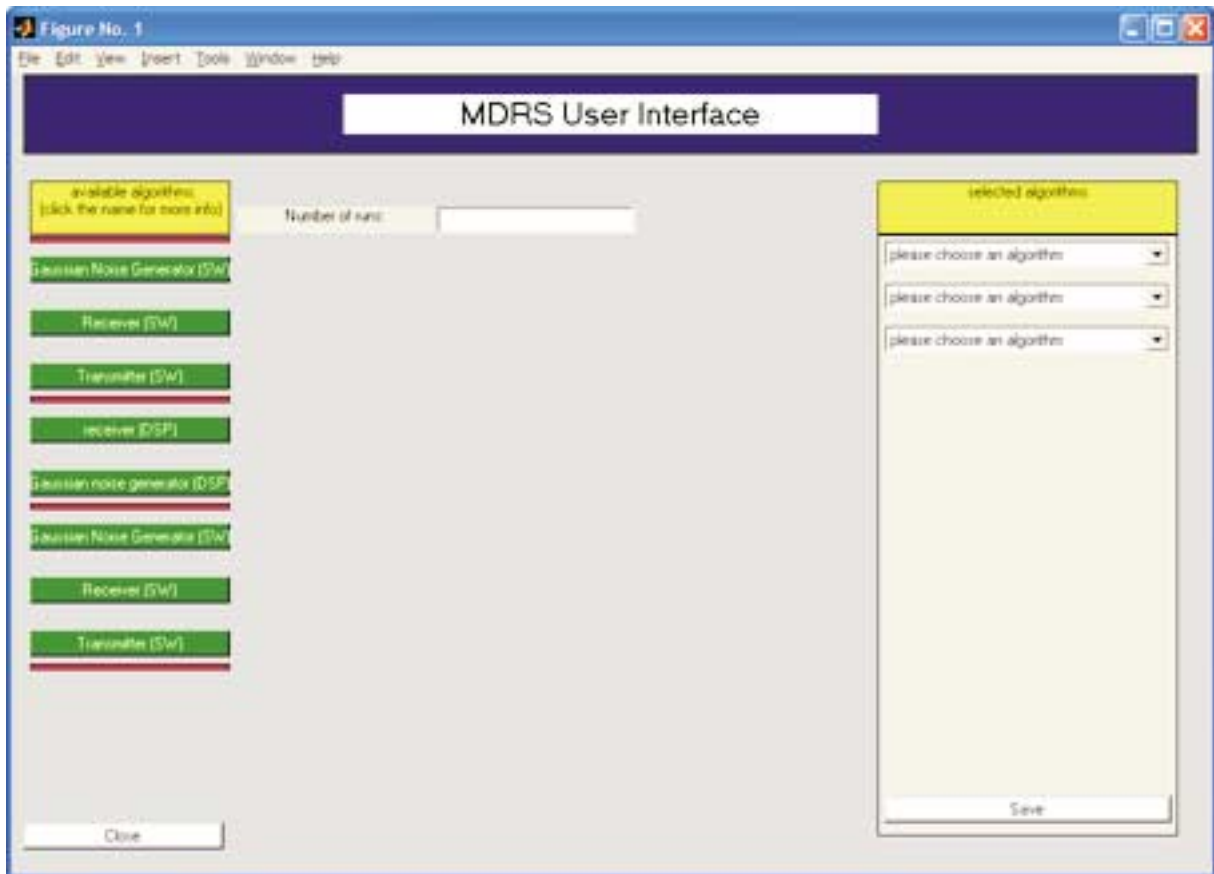 Figure No. 1
File Edit View Insert Tools Window Help
MDRS User Interface
available algorithms
(click the name for more info)
Number of runs:
selected algorithms
Gaussian Noise Generator (SW)
please choose an algorithm
please choose an algorithm
Receiver (SW)
please choose an algorithm
Transmitter (SW)
receiver (DSP)
Gaussian noise generator (DSP)
Gaussian Noise Generator (SW)
Receiver (SW)
Transmitter (SW)
Save
Close